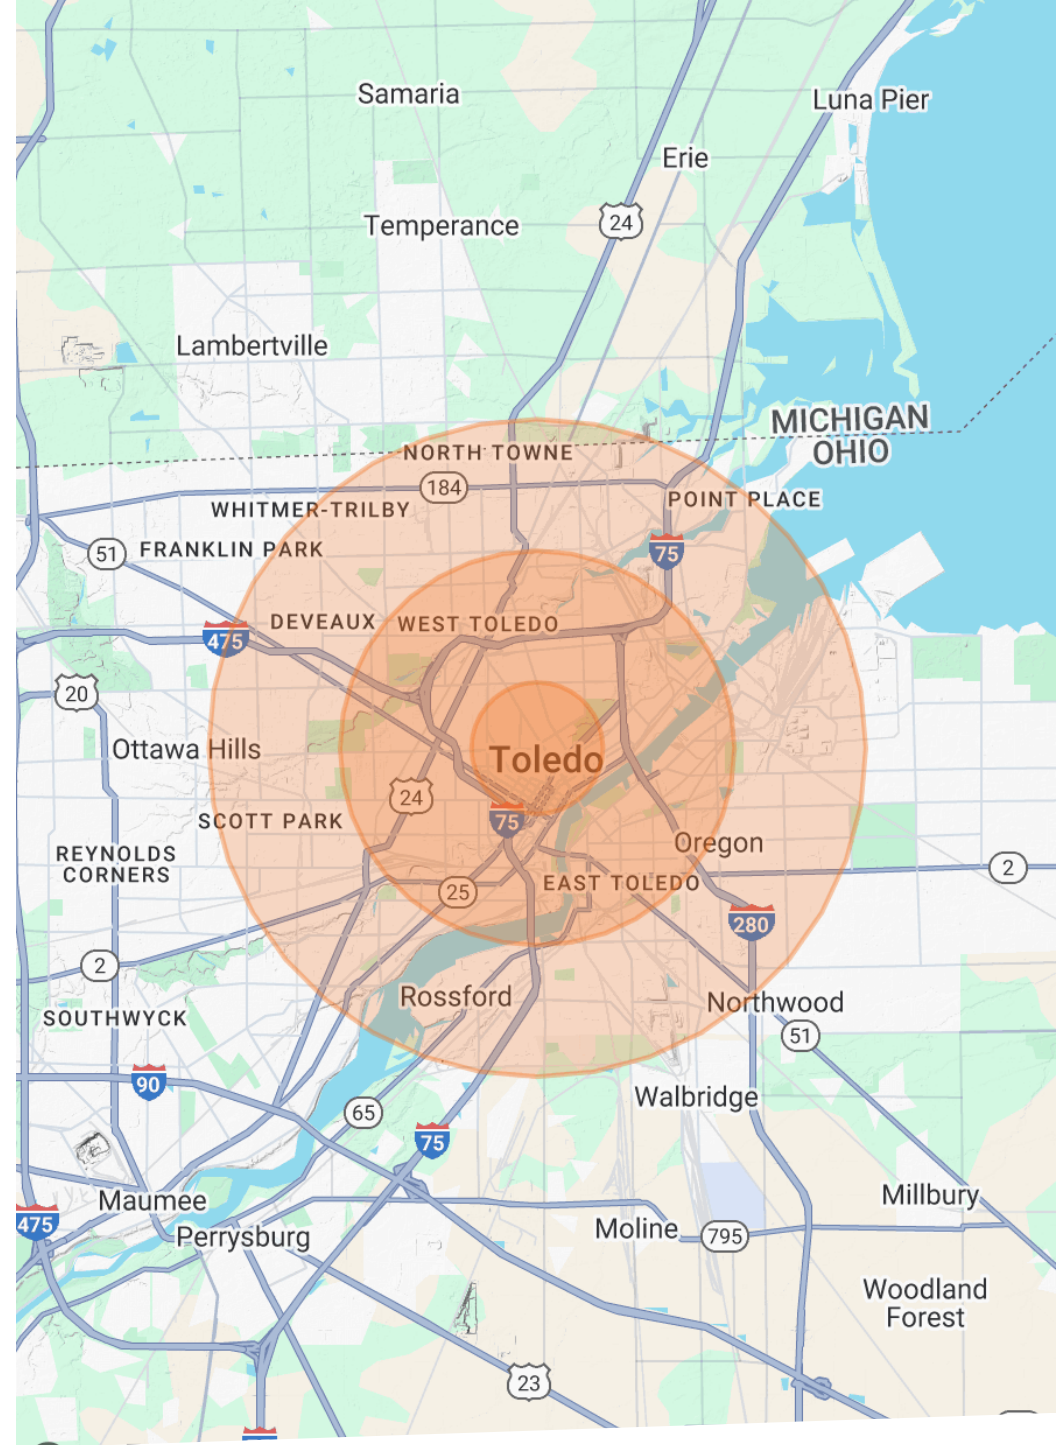 Samaria
Luna Pier
Erie
24
Temperance
Lambertville
MICHIGAN
OHIO
NORTH TOWNE
184
POINT PLACE
WHITMER-TRILBY
51
FRANKLIN PARK
75
DEVEAUX
WEST TOLEDO
475
20
Ottawa Hills
Toledo
24
SCOTT PARK
75
REYNOLDS
CORNERS
Oregon
2
EAST TOLEDO
25
280
2
Rossford
Northwood
SOUTHWYCK
51
90
Walbridge
65
75
Maumee
Millbury
475
Perrysburg
Moline
795
Woodland
Forest
23